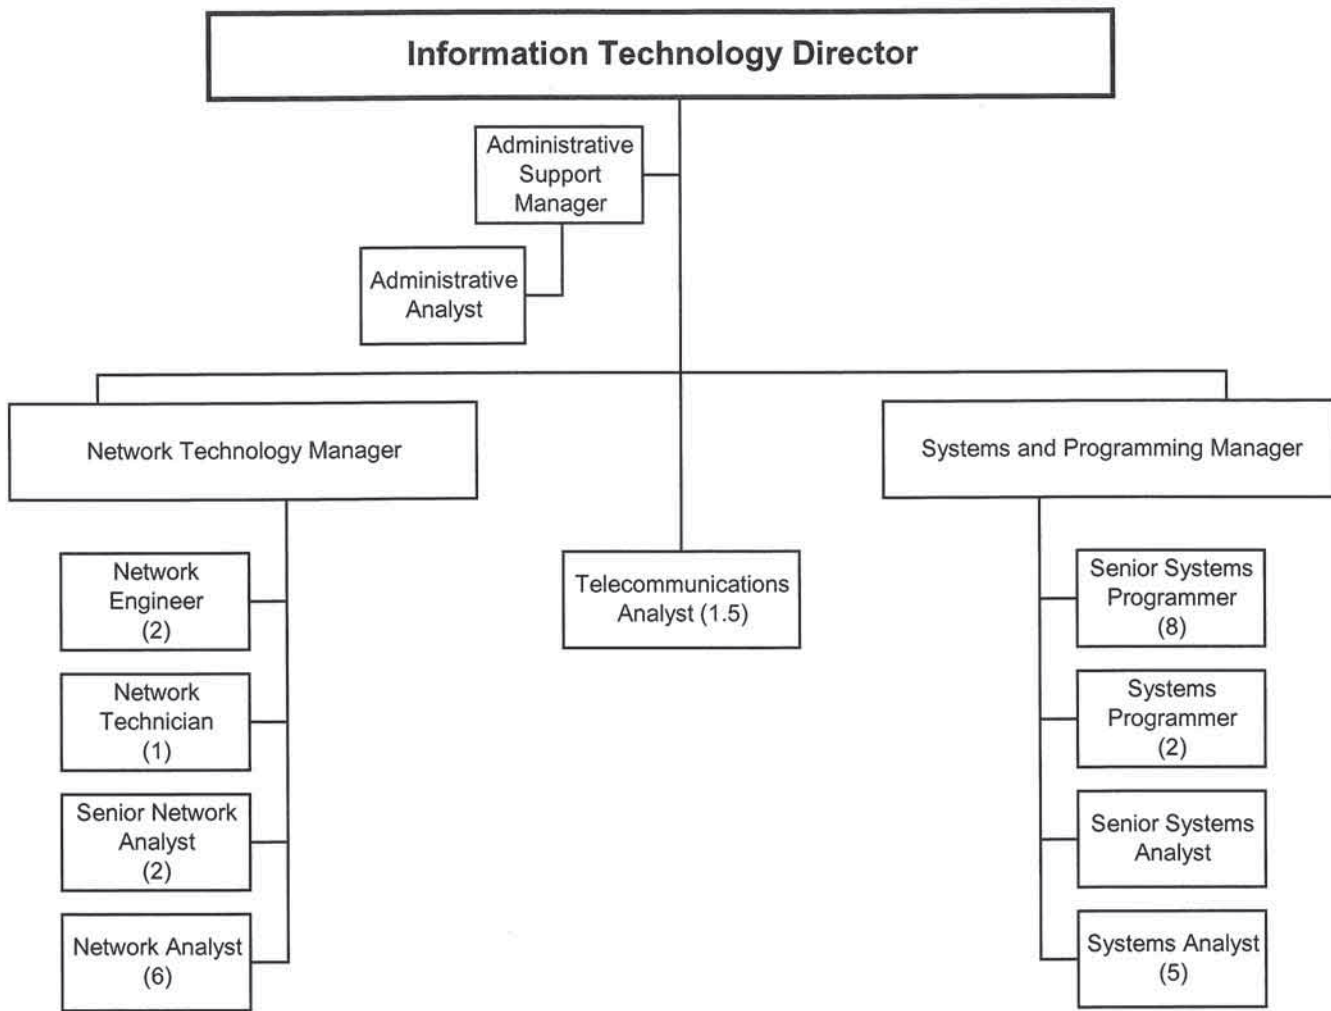 Information Technology Director
Administrative
Support
Manager
Administrative
Analyst
Network Technology Manager
Systems and Programming Manager
Network
Engineer
(2)
Network
Technician
(1)
Senior Network
Analyst
(2)
Network Analyst
(6)
Telecommunications
Analyst (1.5)
Senior Systems
Programmer
(8)
Systems
Programmer
(2)
Senior Systems
Analyst
Systems Analyst
(5)